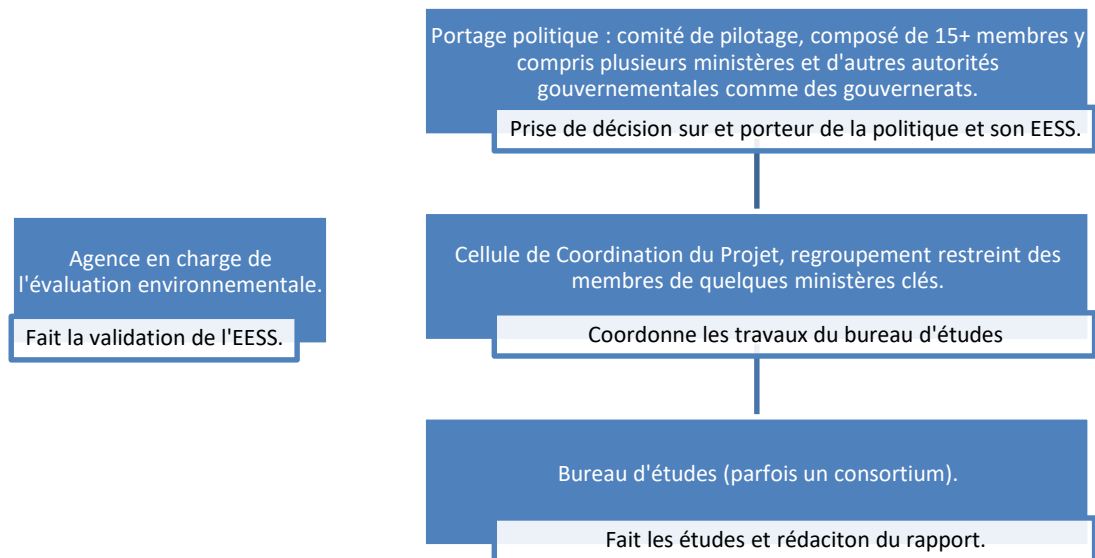 Portage politique : comité de pilotage, composé de 15+ membres y
compris plusieurs ministères et d'autres autorités
gouvernementales comme des gouvernerats.
Prise de décision sur et porteur de la politique et son EESS.
Agence en charge de
l'évaluation environnementale.
Fait la validation de l'EESS.
Cellule de Coordination du Projet, regroupement restreint des
membres de quelques ministères clés.
Coordonne les travaux du bureau d'études
Bureau d'études (parfois un consortium).
Fait les études et rédaciton du rapport.